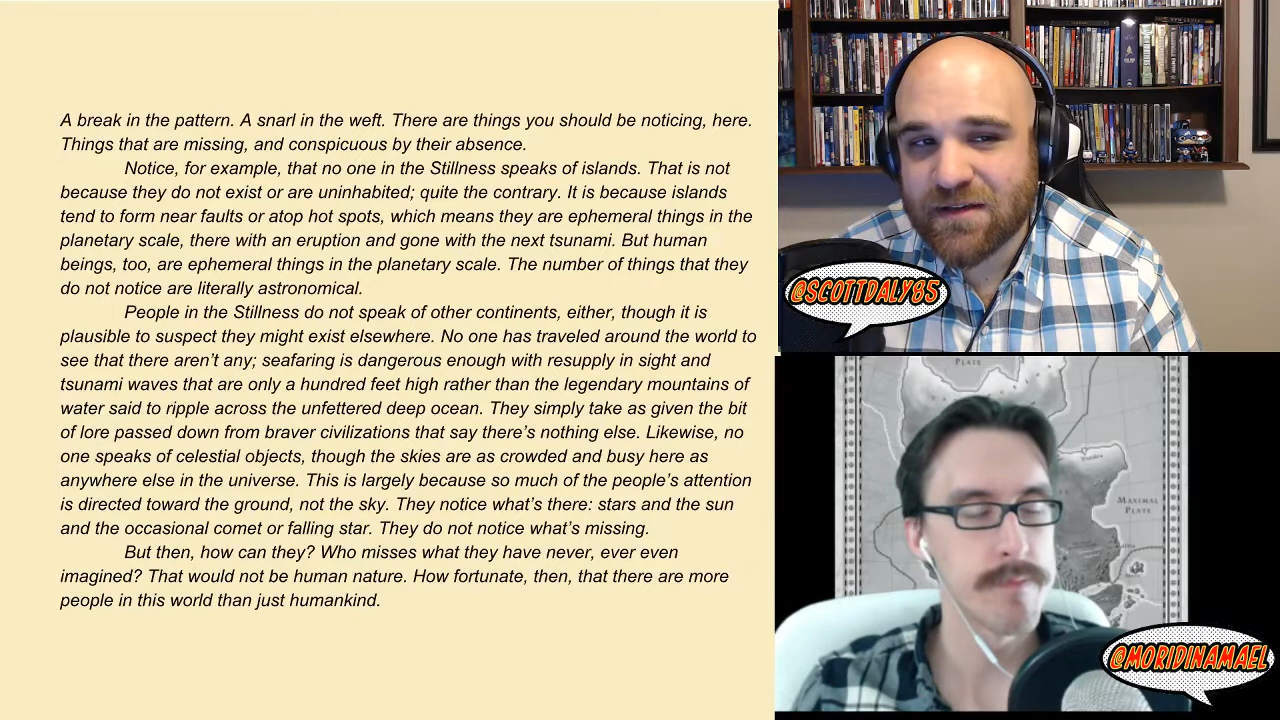 A break in the pattern. A snarl in the weft. There are things you should be noticing, here.
Things that are missing, and conspicuous by their absence.
Notice, for example, that no one in the Stillness speaks of islands. That is not
because they do not exist or are uninhabited; quite the contrary. It is because islands
tend to form near faults or atop hot spots, which means they are ephemeral things in the
planetary scale, there with an eruption and gone with the next tsunami. But human
beings, too, are ephemeral things in the planetary scale. The number of things that they
do not notice are literally astronomical.
People in the Stillness do not speak of other continents, either, though it is
plausible to suspect they might exist elsewhere. No one has traveled around the world to
see that there aren't any; seafaring is dangerous enough with resupply in sight and
tsunami waves that are only a hundred feet high rather than the legendary mountains of
water said to ripple across the unfettered deep ocean. They simply take as given the bit
of lore passed down from braver civilizations that say there's nothing else. Likewise, no
one speaks of celestial objects, though the skies are as crowded and busy here as
anywhere else in the universe. This is largely because so much of the people's attention
is directed toward the ground, not the sky. They notice what's there: stars and the sun
and the occasional comet or falling star. They do not notice what's missing.
But then, how can they? Who misses what they have never, ever even
imagined? That would not be human nature. How fortunate, then, that there are more
people in this world than just humankind.
@SCOTTDALY85
PLATE
MAXIMAL
PLATE
@MORIDINAMAEL